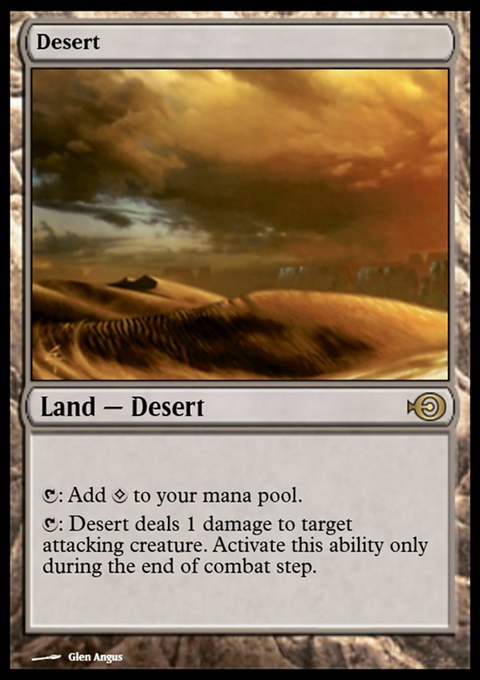 Desert
Land — Desert
: Add ◇ to your mana pool.
: Desert deals 1 damage to target
attacking creature. Activate this ability only
during the end of combat step.
Glen Angus